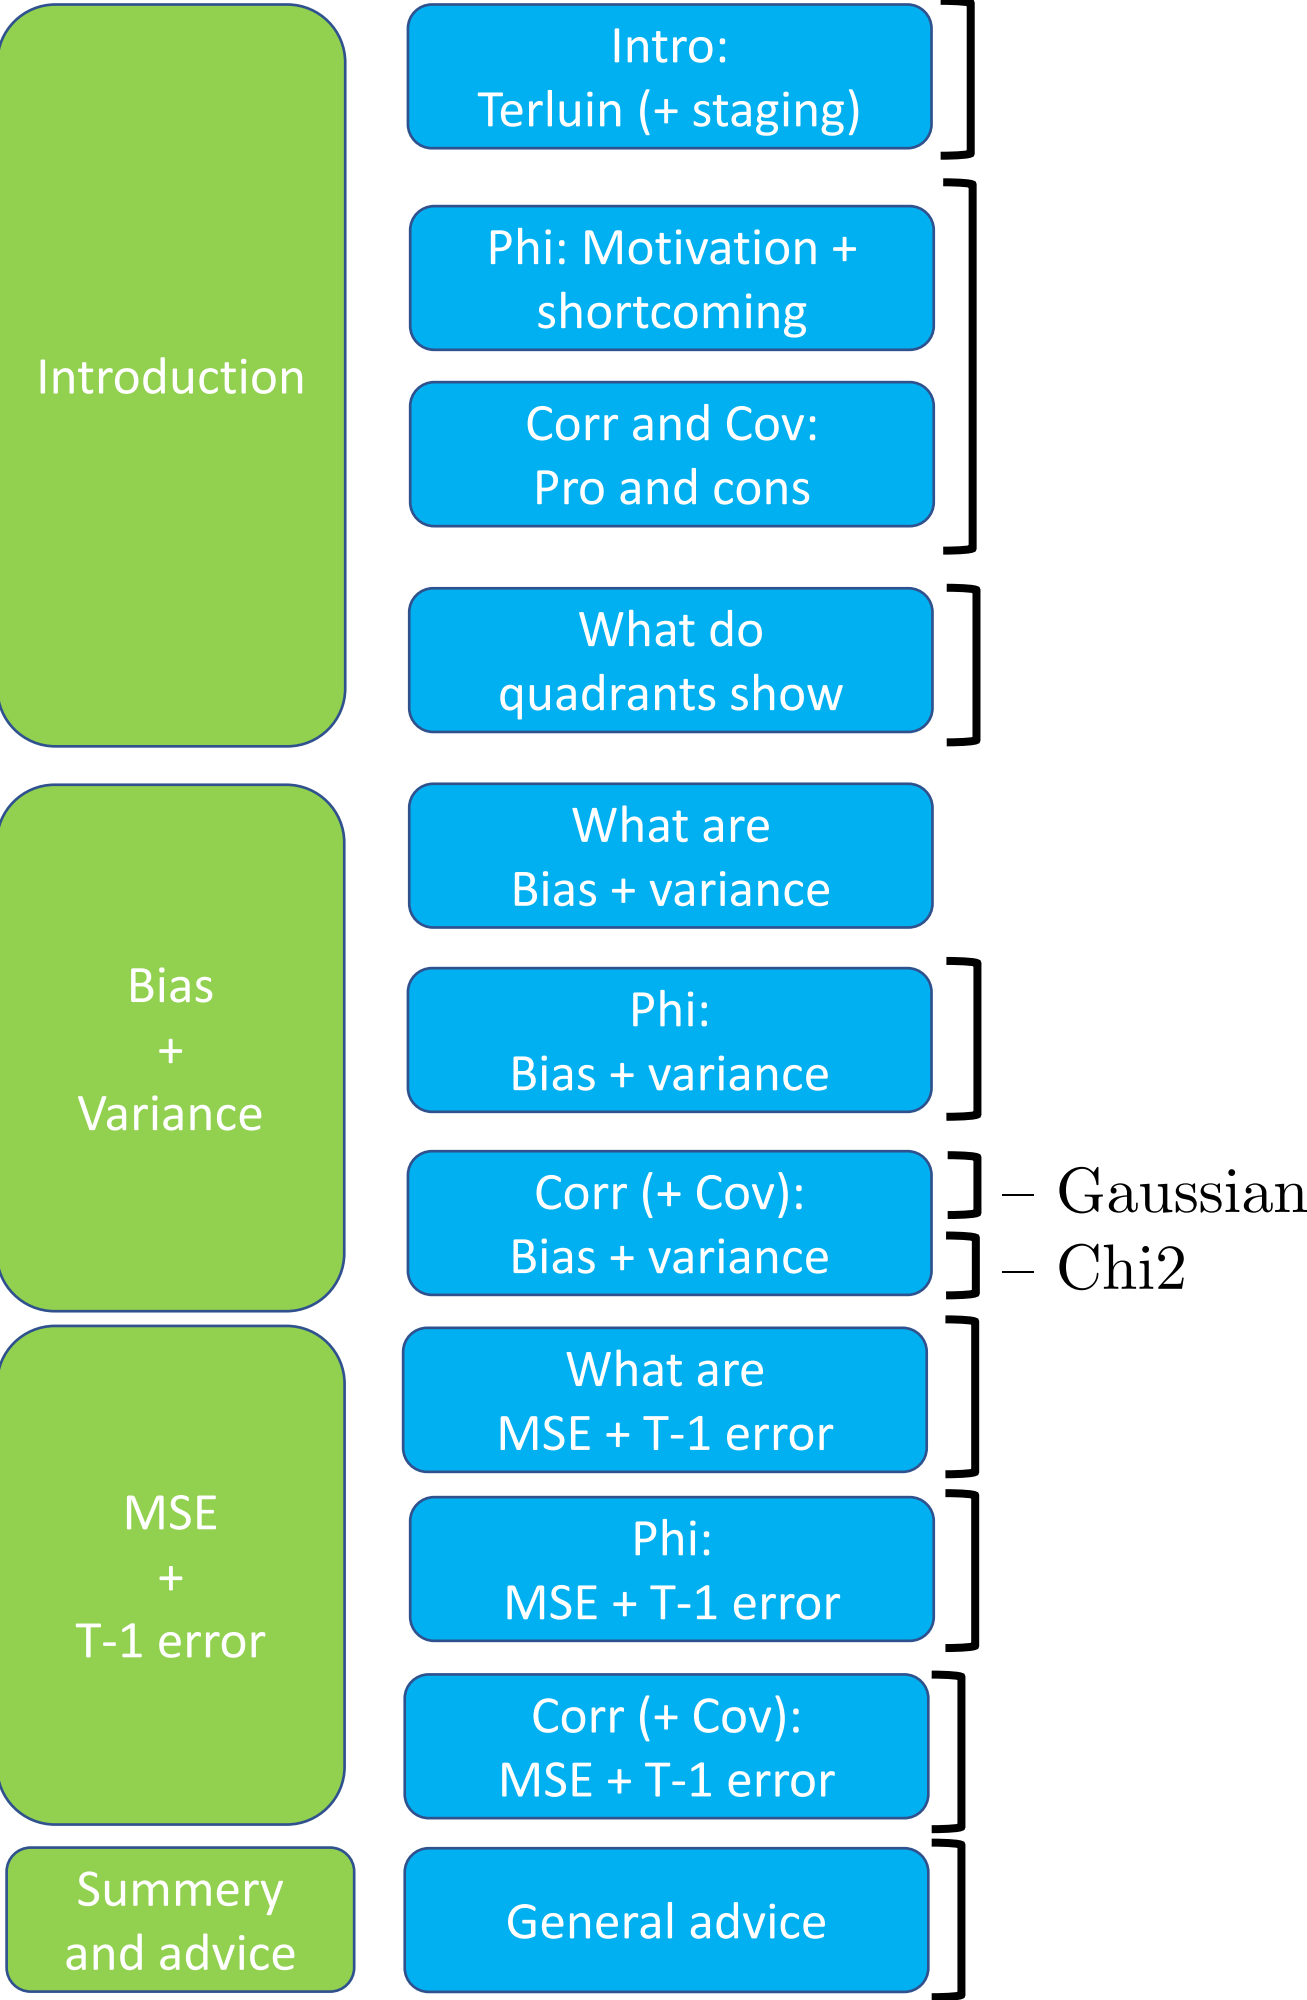 Introduction
Intro:
Terluin (+ staging)
Phi: Motivation +
shortcoming
Corr and Cov:
Pro and cons
What do
quadrants show
Bias
+
Variance
What are
Bias + variance
Phi:
Bias + variance
Corr (+ Cov):
Bias + variance
– Gaussian
– Chi2
MSE
+
T-1 error
What are
MSE + T-1 error
Phi:
MSE + T-1 error
Corr (+ Cov):
MSE + T-1 error
Summery
and advice
General advice